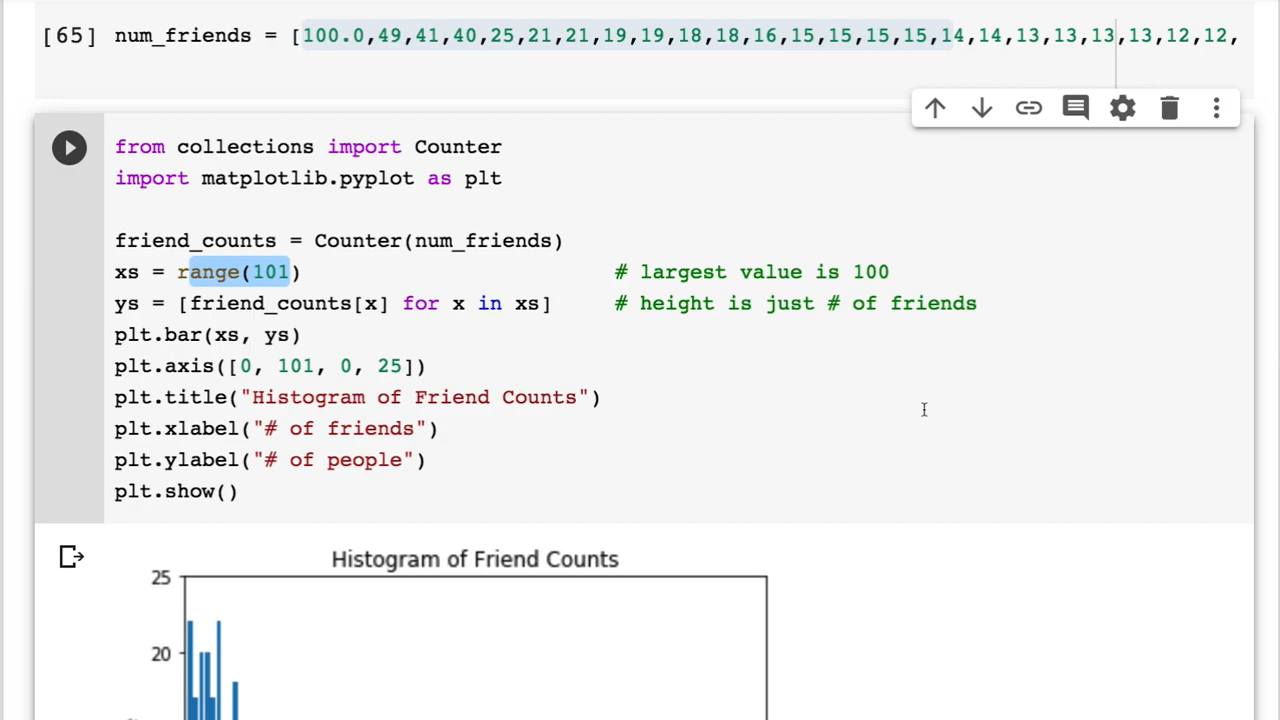 [65] num_friends = [100.0,49,41,40,25,21,21,19,19,18,18,16,15,15,15,15,14,14,13,13,13,13,12,12,
from collections import Counter
import matplotlib.pyplot as plt
friend_counts = Counter(num_friends)
xs = range(101) # largest value is 100
ys = [friend_counts[x] for x in xs] # height is just # of friends
plt.bar(xs, ys)
plt.axis([0, 101, 0, 25])
plt.title("Histogram of Friend Counts")
plt.xlabel("# of friends")
plt.ylabel("# of people")
plt.show()
Histogram of Friend Counts
25
20